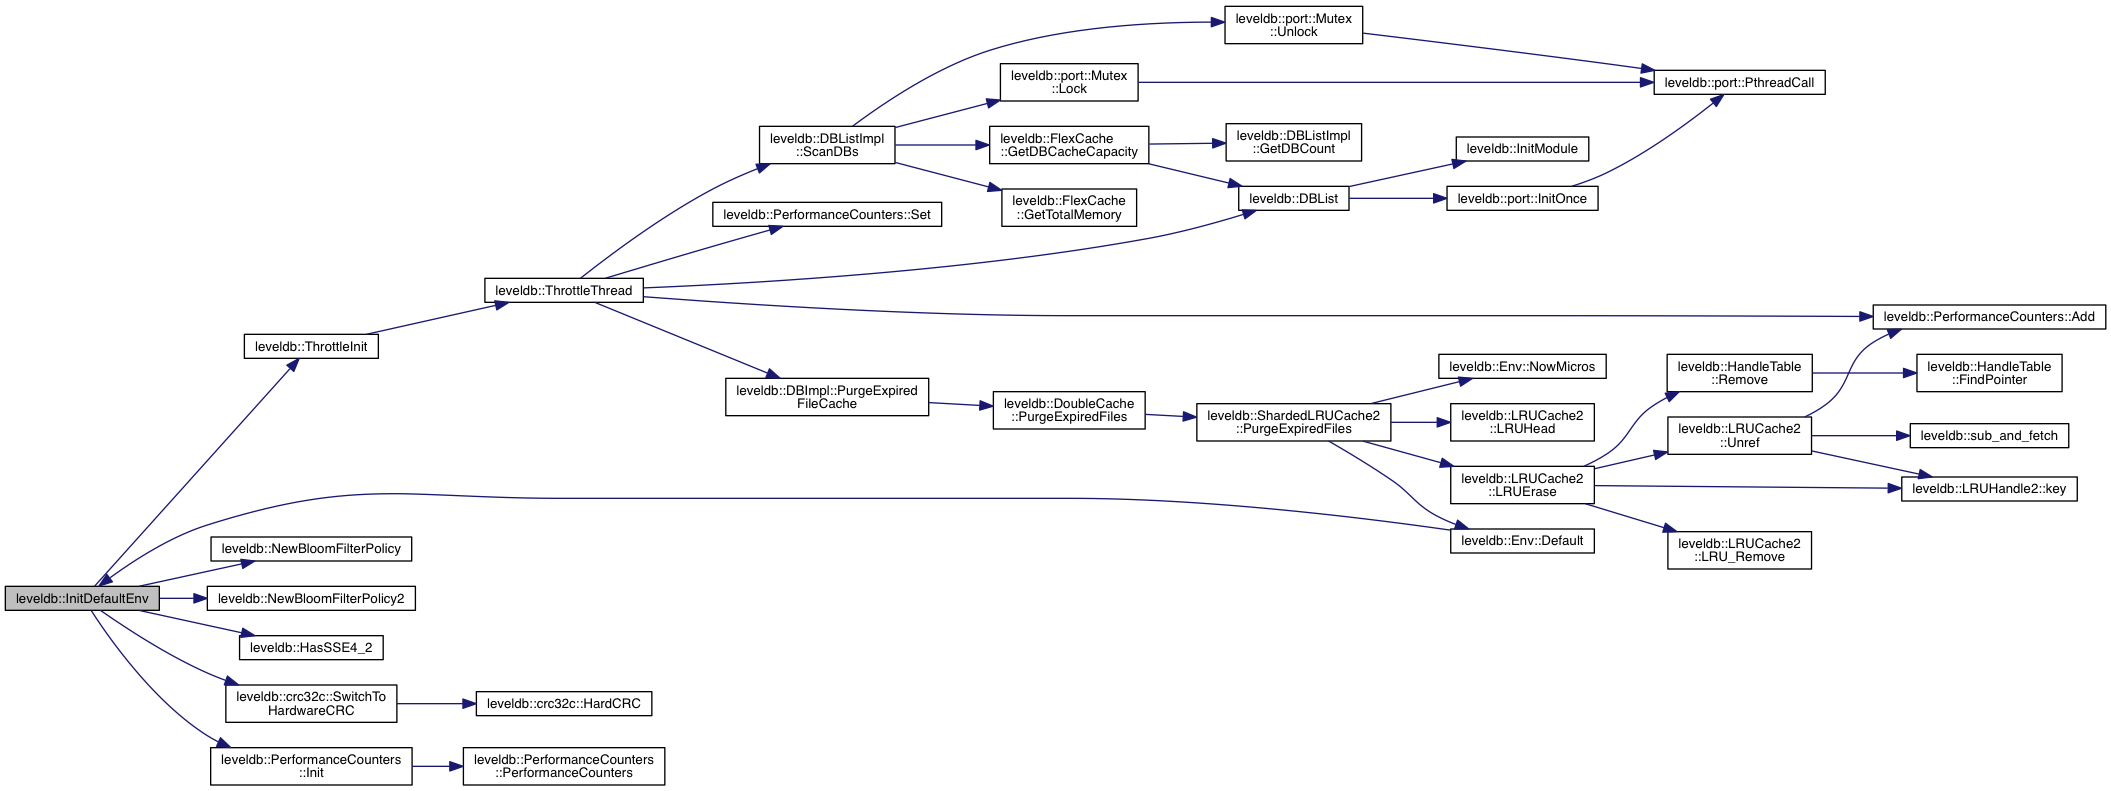 leveldb::port::Mutex
::Unlock
leveldb::port::Mutex
::Lock
leveldb::port::PthreadCall
leveldb::DBListImpl
::ScanDBs
leveldb::FlexCache
::GetDBCacheCapacity
leveldb::DBListImpl
::GetDBCount
leveldb::InitModule
leveldb::FlexCache
::GetTotalMemory
leveldb::DBList
leveldb::port::InitOnce
leveldb::PerformanceCounters::Set
leveldb::ThrottleThread
leveldb::PerformanceCounters::Add
leveldb::ThrottleInit
leveldb::DBImpl::PurgeExpired
FileCache
leveldb::DoubleCache
::PurgeExpiredFiles
leveldb::ShardedLRUCache2
::PurgeExpiredFiles
leveldb::Env::NowMicros
leveldb::HandleTable
::Remove
leveldb::HandleTable
::FindPointer
leveldb::LRUCache2
::LRUHead
leveldb::LRUCache2
::Unref
leveldb::sub_and_fetch
leveldb::LRUCache2
::LRUErase
leveldb::LRUHandle2::key
leveldb::Env::Default
leveldb::LRUCache2
::LRU_Remove
leveldb::NewBloomFilterPolicy
leveldb::InitDefaultEnv
leveldb::NewBloomFilterPolicy2
leveldb::HasSSE4_2
leveldb::crc32c::SwitchTo
HardwareCRC
leveldb::crc32c::HardCRC
leveldb::PerformanceCounters
::Init
leveldb::PerformanceCounters
::PerformanceCounters